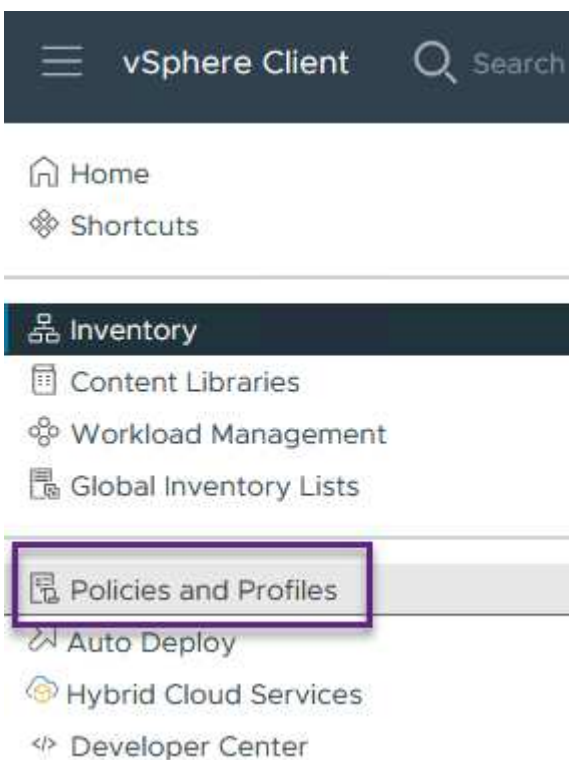 vSphere Client Search
Home
Shortcuts
Inventory
Content Libraries
Workload Management
Global Inventory Lists
Policies and Profiles
Auto Deploy
Hybrid Cloud Services
Developer Center